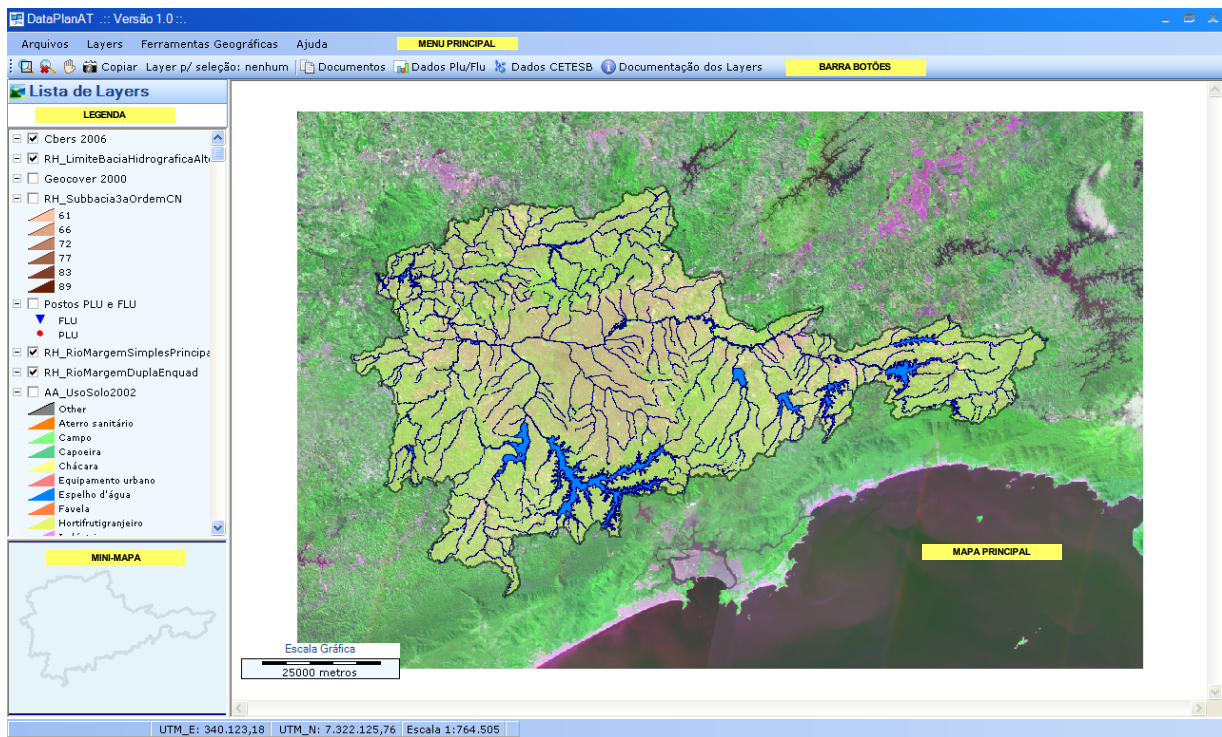 DataPlanAT .:: Versão 1.0 ::.
Arquivos Layers Ferramentas Geográficas Ajuda MENU PRINCIPAL
Copiar Layer p/ seleção: nenhum Documentos Dados Plu/Flu Dados CETESB Documentação dos Layers BARRA BOTÕES
Lista de Layers
LEGENDA
Cbers 2006
RH_LimiteBaciaHidrograficaAlto
Geocover 2000
RH_Subbacia3aOrdemCN
61
66
72
77
83
89
Postos PLU e FLU
FLU
PLU
RH_RioMargemSimplesPrincipa
RH_RioMargemDuplaEnquad
AA_UsoSolo2002
Other
Aterro sanitário
Campo
Capoeira
Chácara
Equipamento urbano
Espelho d'água
Favela
Hortifrutigranjeiro
MINI-MAPA
MAPA PRINCIPAL
Escala Gráfica
25000 metros
UTM_E: 340.123,18 UTM_N: 7.322.125,76 Escala 1:764.505